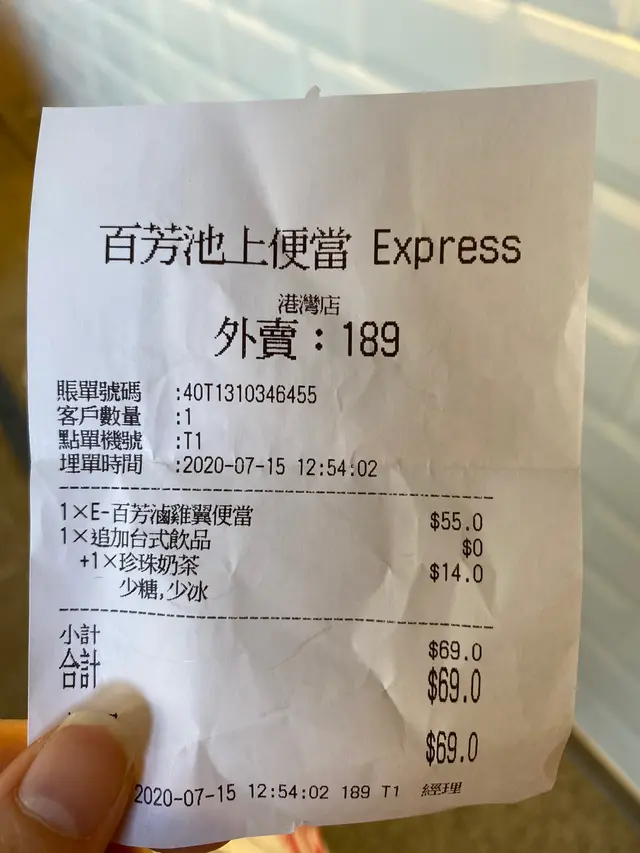 百芳池上便當 Express
港灣店
外賣：189
賬單號碼 :40T1310346455
客戶數量 :1
點單機號 :T1
埋單時間 :2020-07-15 12:54:02
1×E-百芳滷雞翼便當 $55.0
1×追加台式飲品 $0
+1×珍珠奶茶 $14.0
少糖,少冰
小計 $69.0
合計 $69.0
$69.0
2020-07-15 12:54:02 189 T1 經理